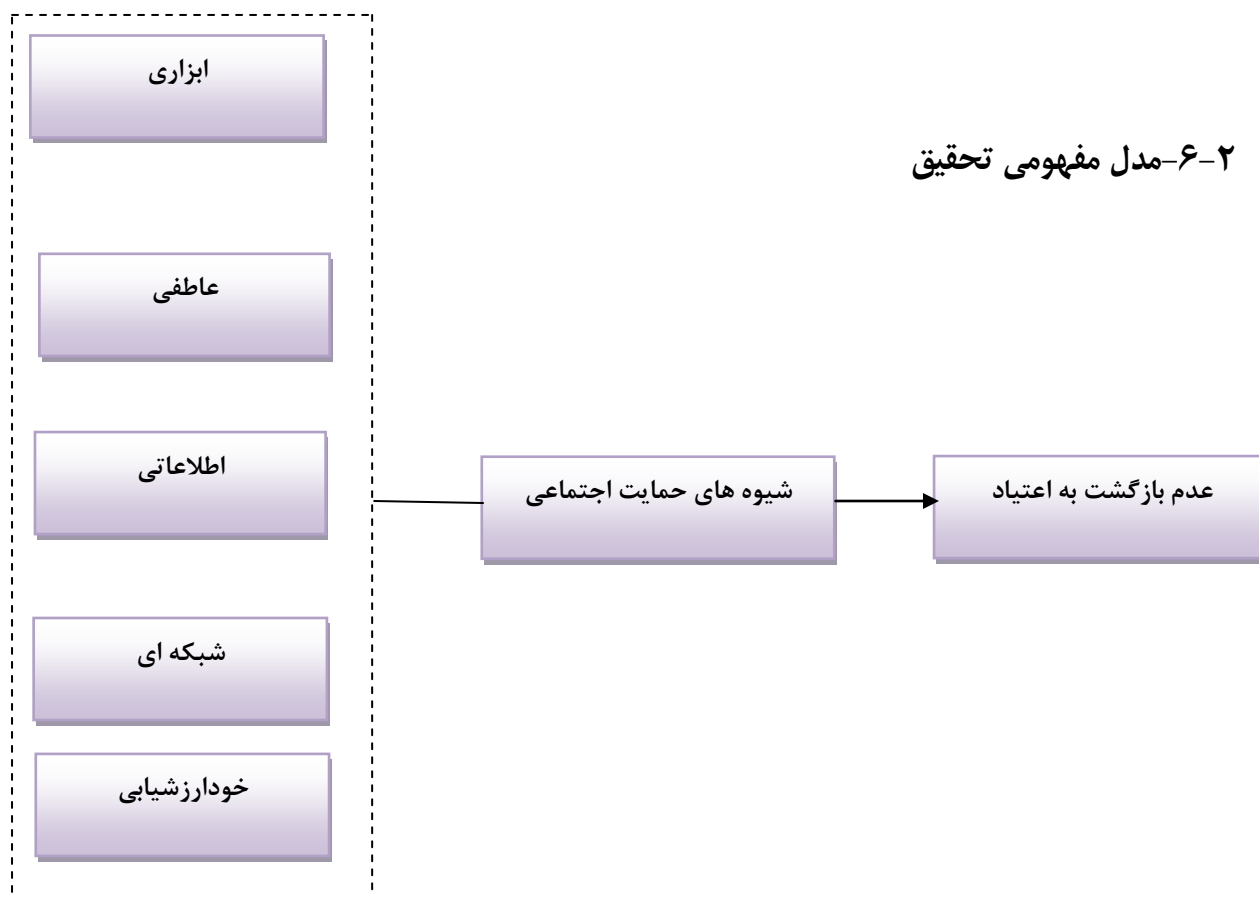 ۲-۶-مدل مفهومی تحقیق
ابزاری
عاطفی
اطلاعاتی
شبکه ای
خودارزشیابی
شیوه های حمایت اجتماعی
عدم بازگشت به اعتیاد